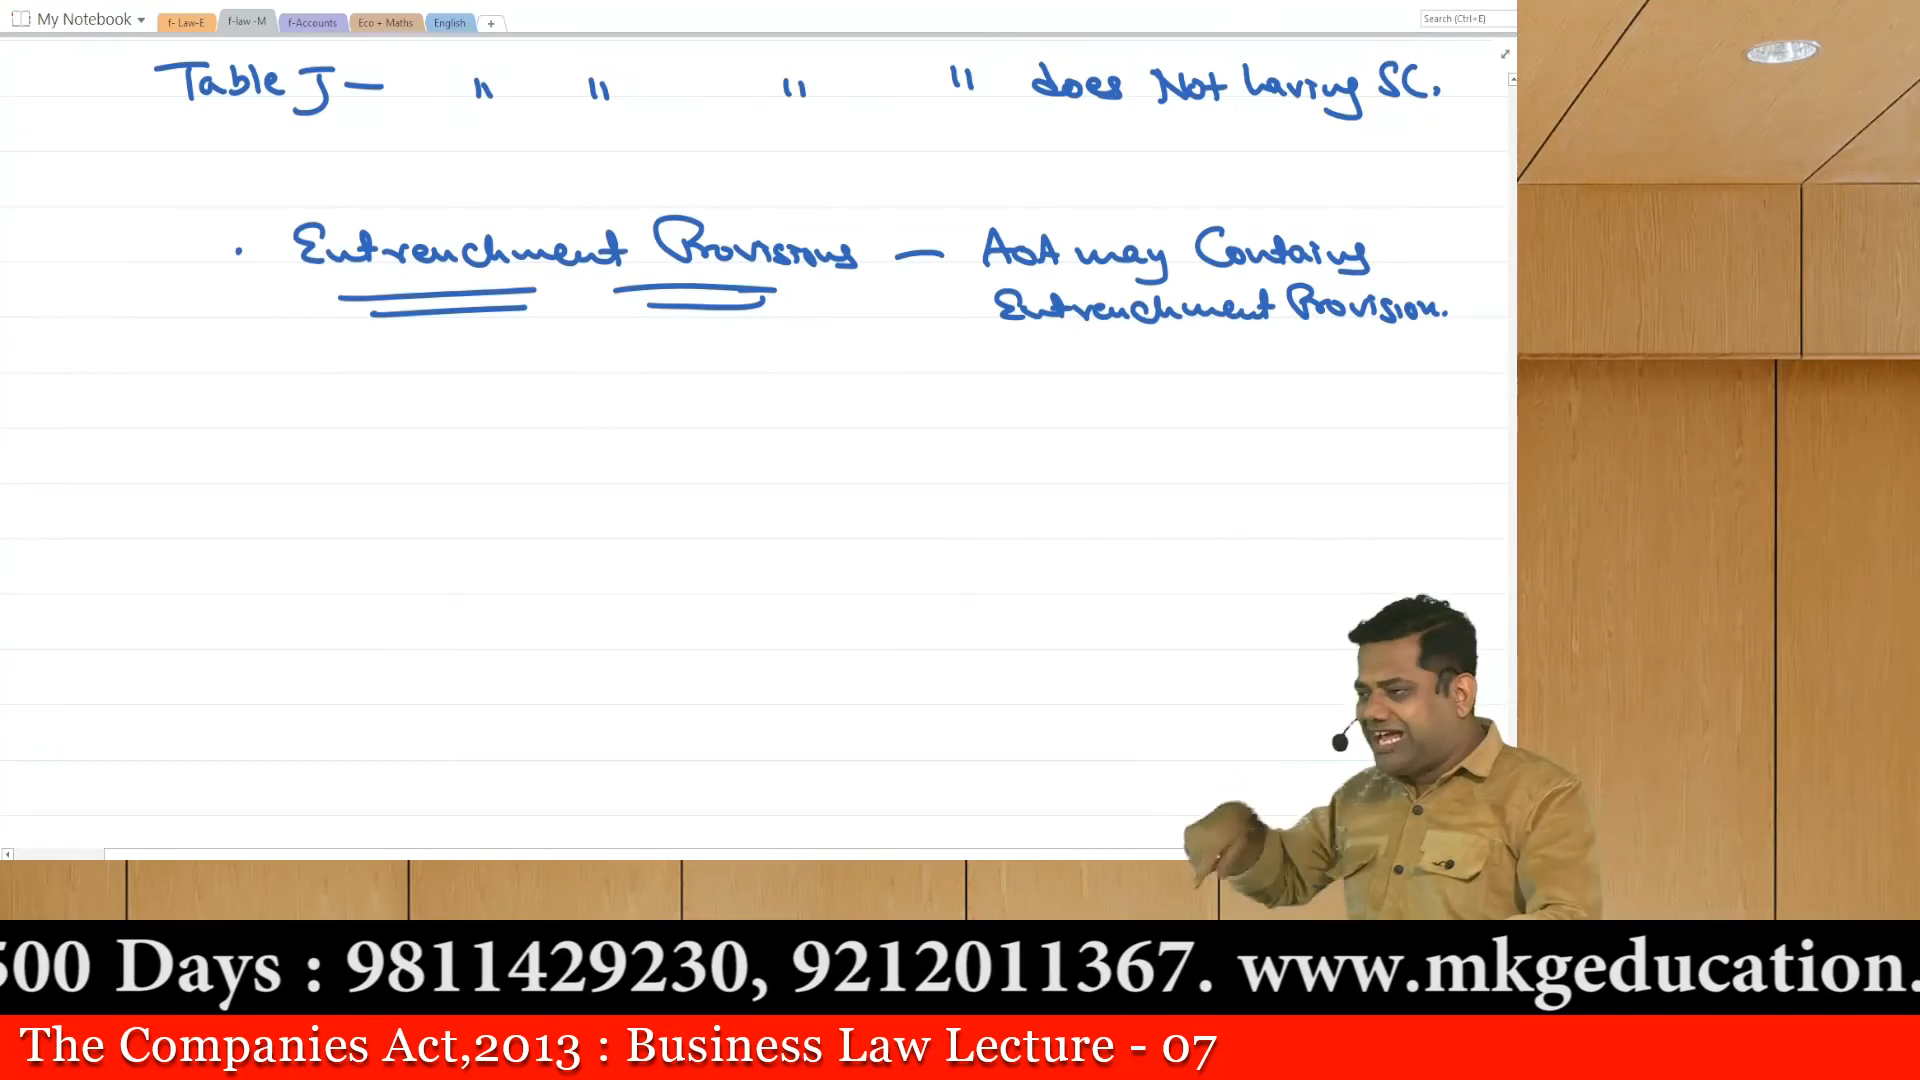 My Notebook
f- Law-E
f-law -M
f-Accounts
Eco + Maths
English
+
Search (Ctrl+E)
Table J — " " " " does Not having SC.
· Entrenchment Provisions — AoA may Contains
Entrenchment Provision.
500 Days : 9811429230, 9212011367. www.mkgeducation.
The Companies Act,2013 : Business Law Lecture - 07